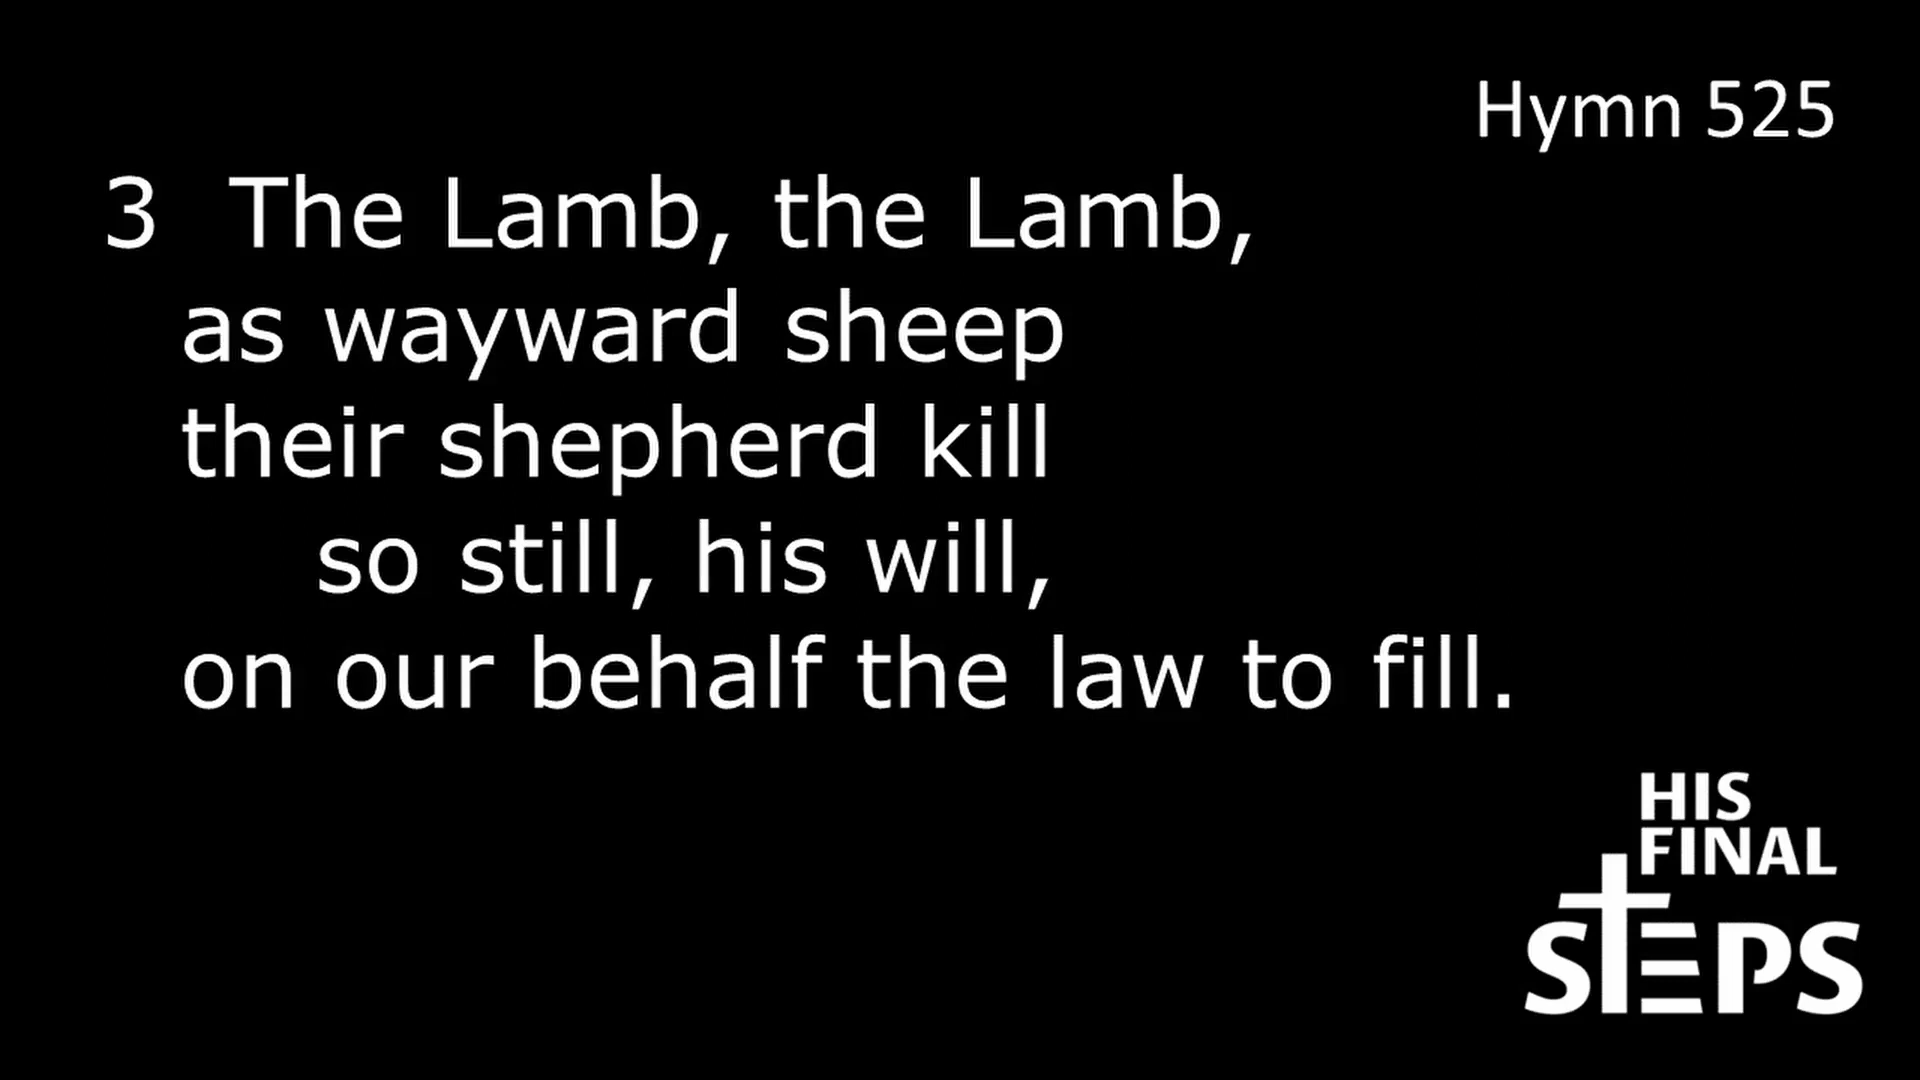 Hymn 525
3 The Lamb, the Lamb,
as wayward sheep
their shepherd kill
so still, his will,
on our behalf the law to fill.
HIS
FINAL
STEPS